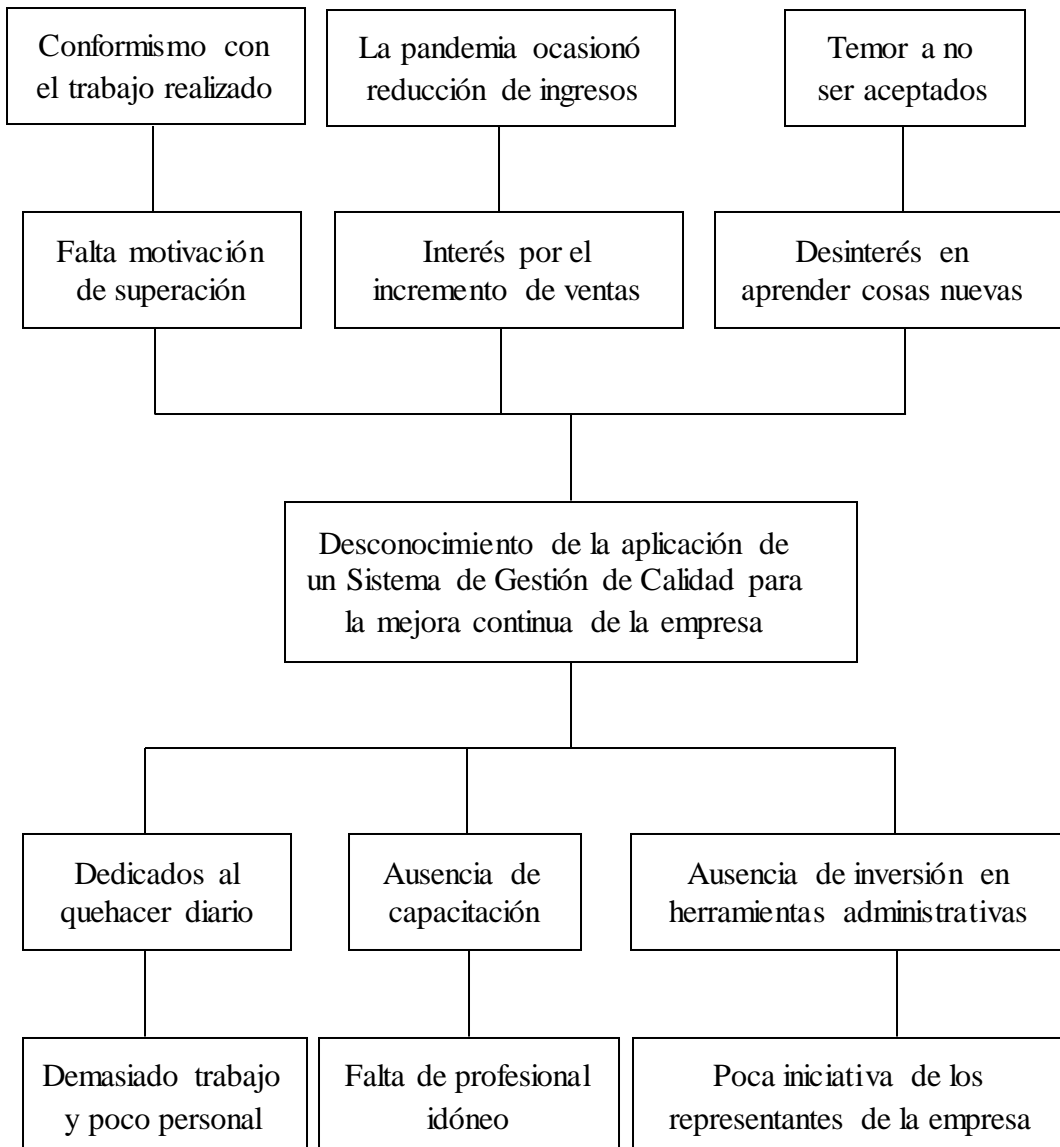 Conformismo con
el trabajo realizado
La pandemia ocasionó
reducción de ingresos
Temor a no
ser aceptados
Falta motivación
de superación
Interés por el
incremento de ventas
Desinterés en
aprender cosas nuevas
Desconocimiento de la aplicación de
un Sistema de Gestión de Calidad para
la mejora continua de la empresa
Dedicados al
quehacer diario
Ausencia de
capacitación
Ausencia de inversión en
herramientas administrativas
Demasiado trabajo
y poco personal
Falta de profesional
idóneo
Poca iniciativa de los
representantes de la empresa